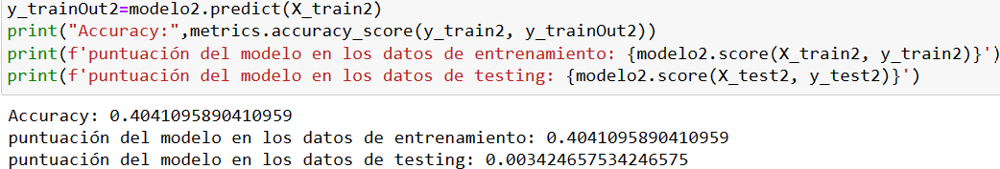 y_trainOut2=modelo2.predict(X_train2)
print("Accuracy:",metrics.accuracy_score(y_train2, y_trainOut2))
print(f'puntuación del modelo en los datos de entrenamiento: {modelo2.score(X_train2, y_train2)}')
print(f'puntuación del modelo en los datos de testing: {modelo2.score(X_test2, y_test2)}')
Accuracy: 0.4041095890410959
puntuación del modelo en los datos de entrenamiento: 0.4041095890410959
puntuación del modelo en los datos de testing: 0.003424657534246575